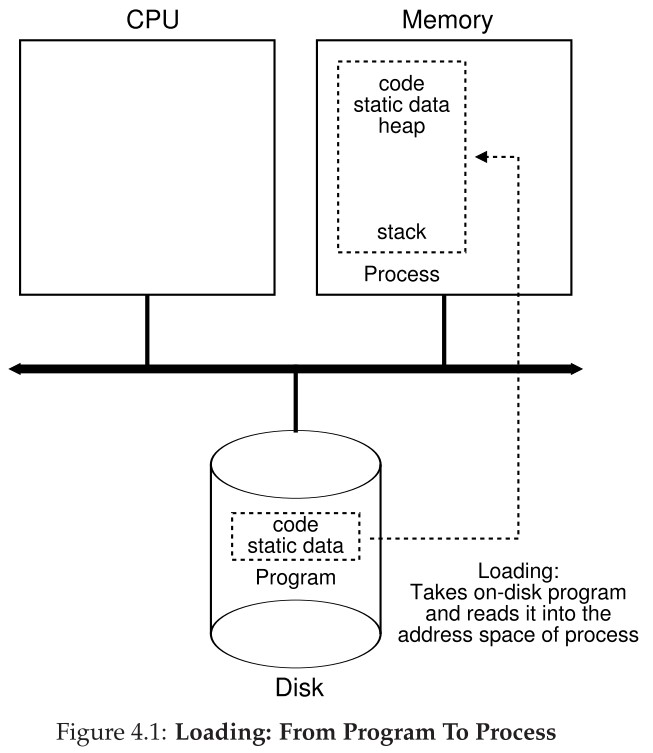 CPU
Memory
code
static data
heap
stack
Process
code
static data
Program
Loading:
Takes on-disk program
and reads it into the
address space of process
Disk
Figure 4.1: Loading: From Program To Process